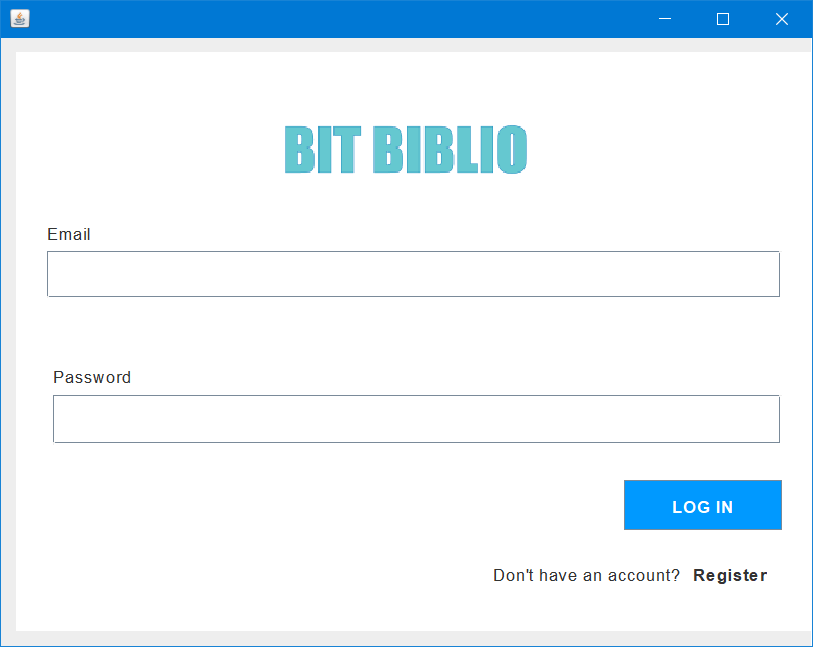 BIT BIBLIO
Email
Password
LOG IN
Don't have an account? Register